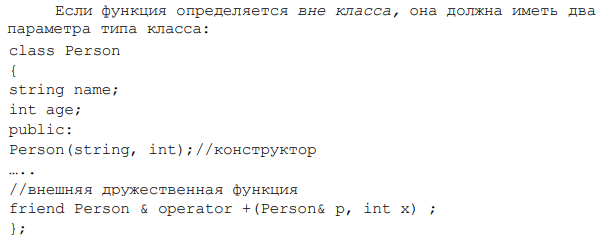 Если функция определяется вне класса, она должна иметь два
параметра типа класса:
class Person
{
string name;
int age;
public:
Person(string, int);//конструктор
…..
//внешняя дружественная функция
friend Person & operator +(Person& p, int x) ;
};